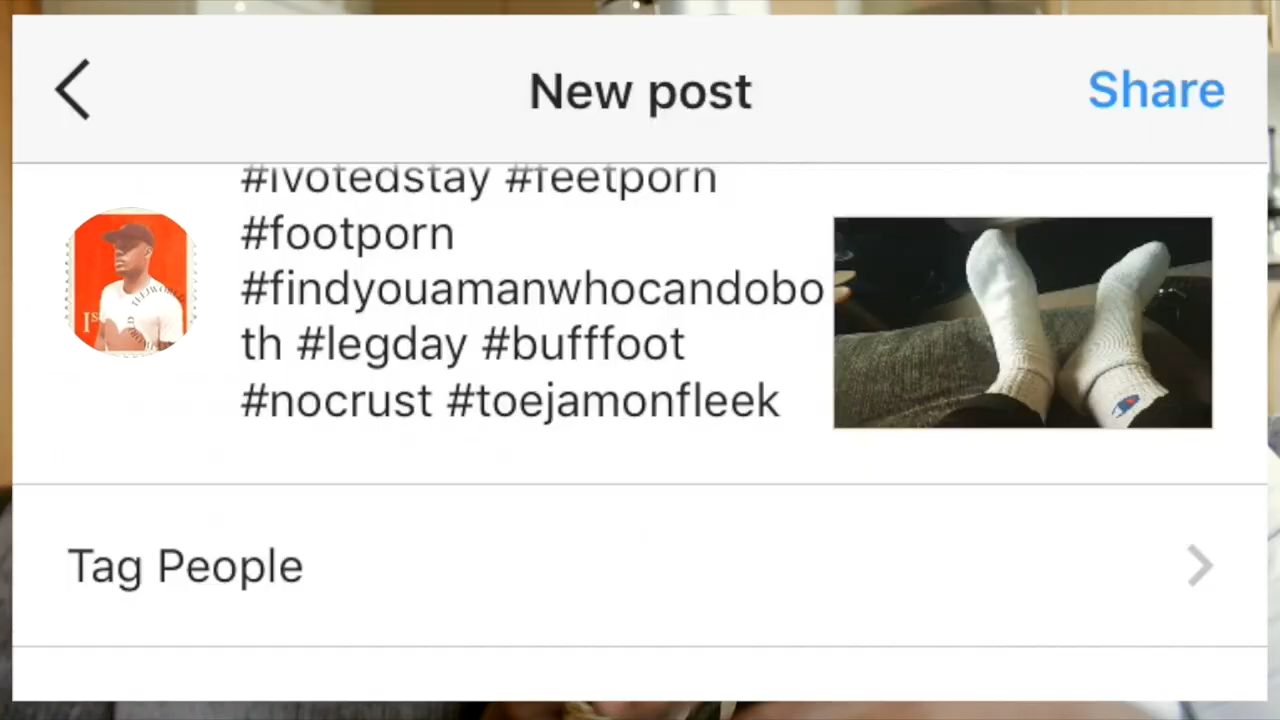 New post
Share
#ivotedstay #feetporn
#footporn
#findyouamanwhocandobo
th #legday #bufffoot
#nocrust #toejamonfleek
Tag People